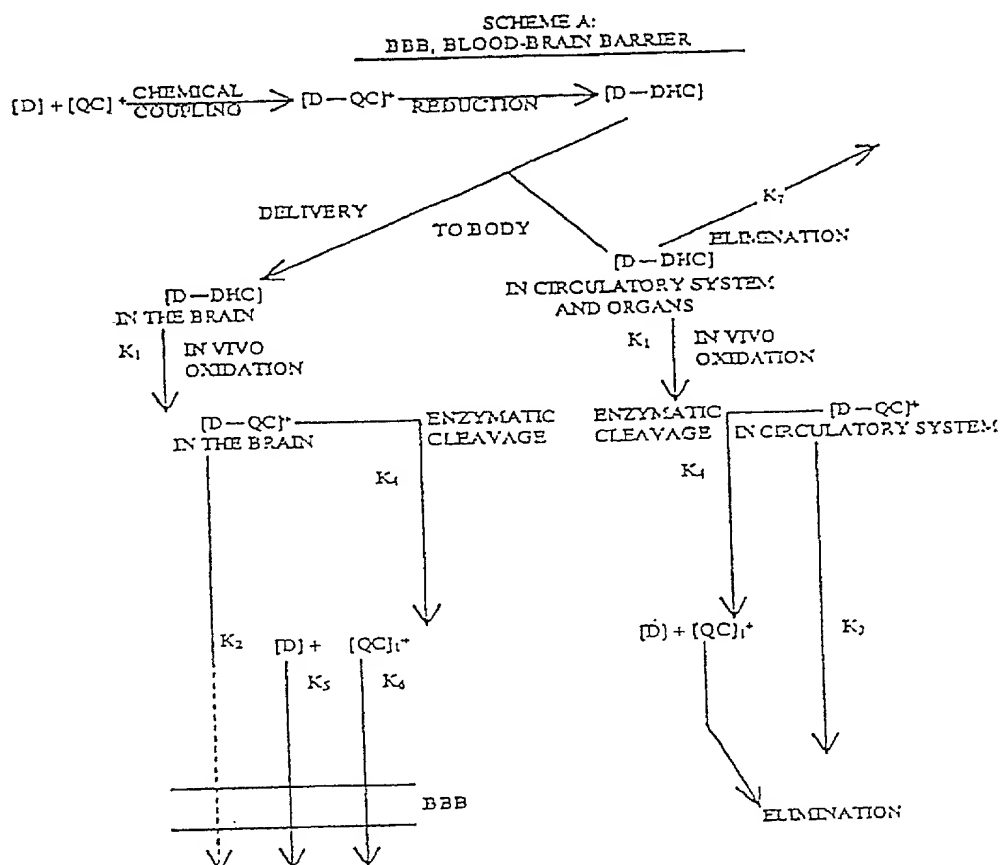 SCHEME A:
BBB, BLOOD-BRAIN BARRIER
[D] + [QC]⁺ CHEMICAL COUPLING [D—QC]⁺ REDUCTION [D—DHC]
DELIVERY
TO BODY
K₇
ELIMINATION
[D—DHC]
IN THE BRAIN
[D—DHC]
IN CIRCULATORY SYSTEM
AND ORGANS
K₁
IN VIVO
OXIDATION
K₁
IN VIVO
OXIDATION
[D—QC]⁺
IN THE BRAIN
ENZYMATIC
CLEAVAGE
K₄
ENZYMATIC
CLEAVAGE
K₄
[D—QC]⁺
IN CIRCULATORY SYSTEM
K₂
[D] +
[QC]₁⁺
K₅
K₆
[D] + [QC]₁⁺
BBB
ELIMINATION